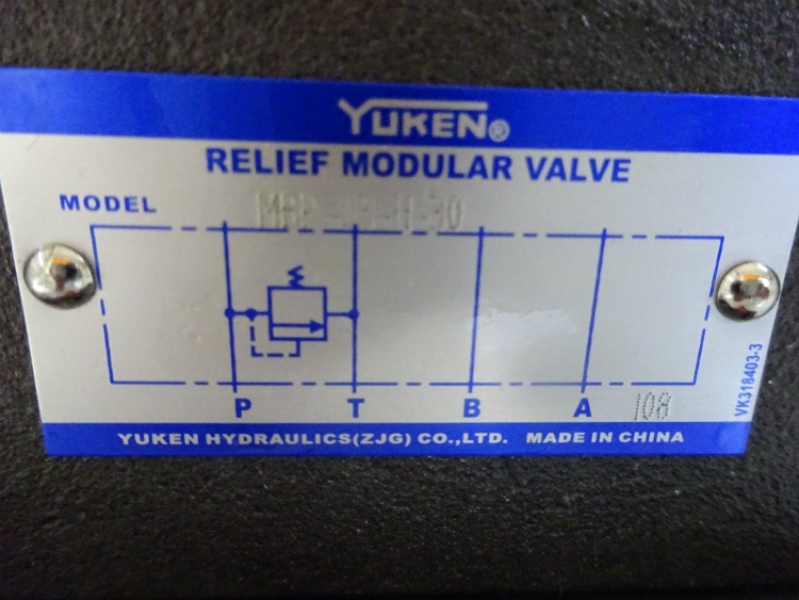 YUKEN®
RELIEF MODULAR VALVE
MODEL
P T B A 108
VK318403-3
YUKEN HYDRAULICS(ZJG) CO.,LTD. MADE IN CHINA